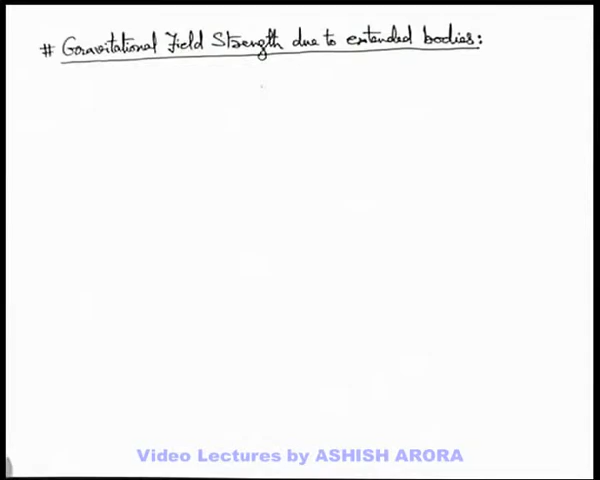 # Gravitational Field Strength due to extended bodies:
Video Lectures by ASHISH ARORA